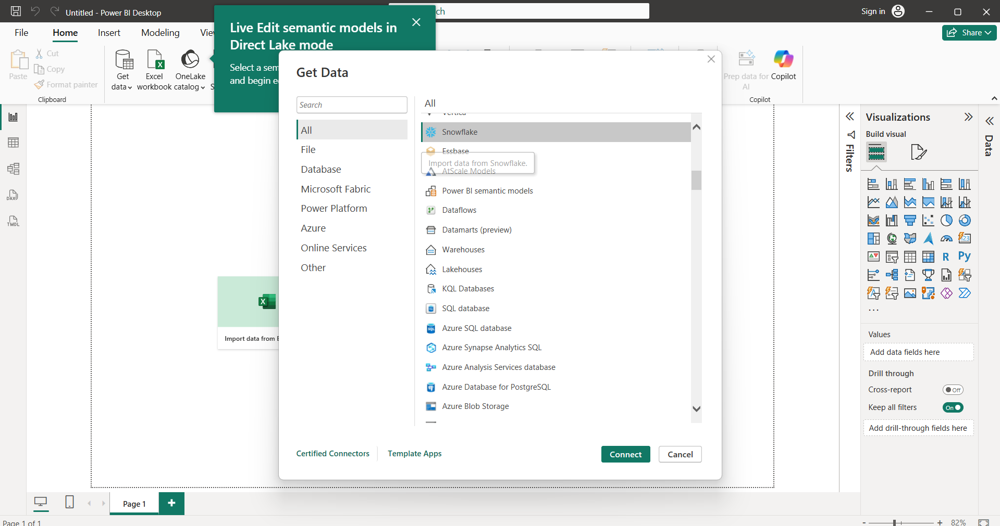 Untitled - Power BI Desktop
ch
Sign in
File
Home
Insert
Modeling
Share
Paste
Cut
Copy
Format painter
Clipboard
Get data
Excel workbook
OneLake catalog
Live Edit semantic models in
Direct Lake mode
Select a sem
and begin e
Prep data for AI
Copilot
Copilot
Get Data
Search
All
File
Database
Microsoft Fabric
Power Platform
Azure
Online Services
Other
All
Vertica
Snowflake
Essbase
Import data from Snowflake.
AtScale Models
Power BI semantic models
Dataflows
Datamarts (preview)
Warehouses
Lakehouses
KQL Databases
SQL database
Azure SQL database
Azure Synapse Analytics SQL
Azure Analysis Services database
Azure Database for PostgreSQL
Azure Blob Storage
Certified Connectors
Template Apps
Connect
Cancel
Import data from E
DAX
TMDL
Filters
Visualizations
Build visual
123
R
Py
...
Values
Add data fields here
Drill through
Cross-report
Off
Keep all filters
On
Add drill-through fields here
Data
Page 1
+
Page 1 of 1
- + 82%